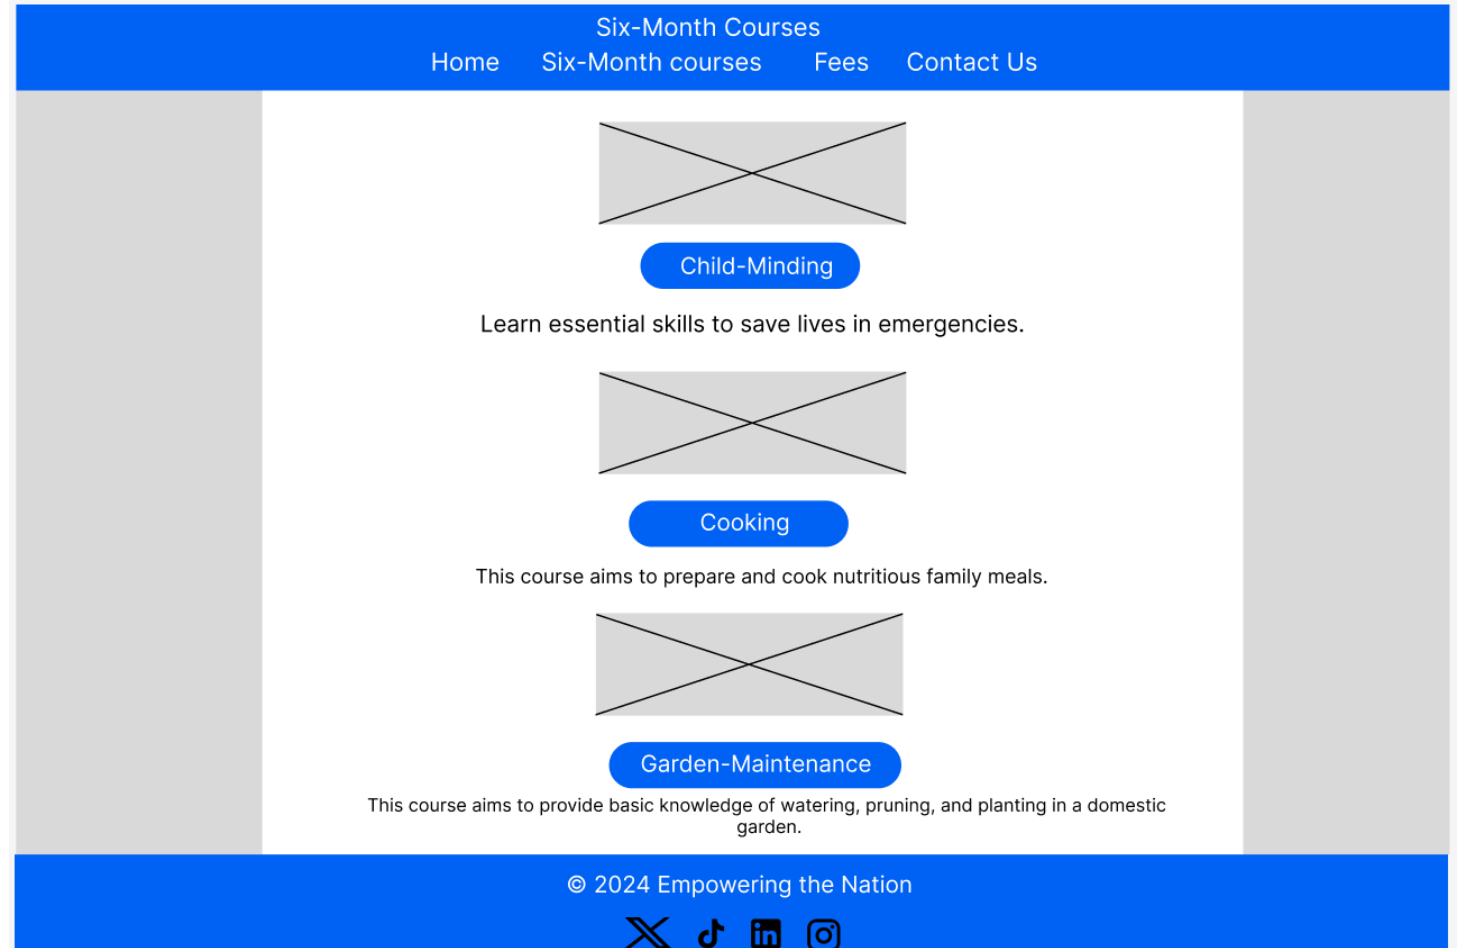 Six-Month Courses
Home Six-Month courses Fees Contact Us
Child-Minding
Learn essential skills to save lives in emergencies.
Cooking
This course aims to prepare and cook nutritious family meals.
Garden-Maintenance
This course aims to provide basic knowledge of watering, pruning, and planting in a domestic
garden.
© 2024 Empowering the Nation